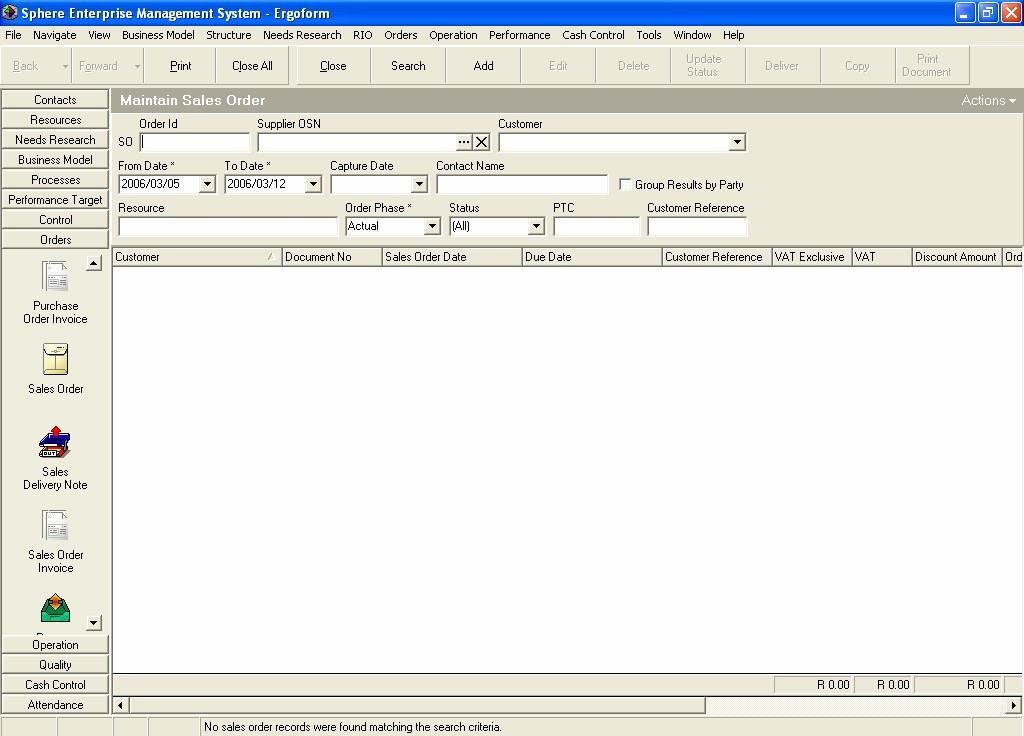 Sphere Enterprise Management System - Ergoform
File Navigate View Business Model Structure Needs Research RIO Orders Operation Performance Cash Control Tools Window Help
Back Forward Print Close All Close Search Add Edit Delete Update Status Deliver Copy Print Document
Contacts
Resources
Needs Research
Business Model
Processes
Performance Target
Control
Orders
Purchase
Order Invoice
Sales Order
Sales
Delivery Note
Sales Order
Invoice
Operation
Quality
Cash Control
Attendance
Maintain Sales Order Actions
Order Id Supplier OSN Customer
SO
From Date * To Date * Capture Date Contact Name
2006/03/05 2006/03/12 Group Results by Party
Resource Order Phase * Status PTC Customer Reference
Actual (All)
Customer Document No Sales Order Date Due Date Customer Reference VAT Exclusive VAT Discount Amount Ord
R 0.00 R 0.00 R 0.00
No sales order records were found matching the search criteria.